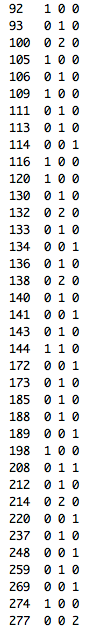 92 1 0 0
93 0 1 0
100 0 2 0
105 1 0 0
106 0 1 0
109 1 0 0
111 0 1 0
113 0 1 0
114 0 0 1
116 1 0 0
120 1 0 0
130 0 1 0
132 0 2 0
133 0 1 0
134 0 0 1
136 0 1 0
138 0 2 0
140 0 1 0
141 0 0 1
143 0 1 0
144 1 1 0
172 0 0 1
173 0 1 0
185 0 1 0
188 0 1 0
189 0 0 1
198 1 0 0
208 0 1 1
212 0 1 0
214 0 2 0
220 0 0 1
237 0 1 0
248 0 0 1
259 0 1 0
269 0 0 1
274 1 0 0
277 0 0 2